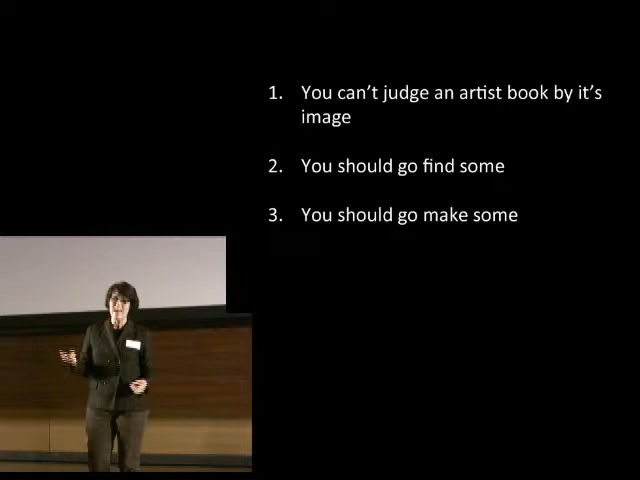 1. You can't judge an artist book by it's
image
2. You should go find some
3. You should go make some